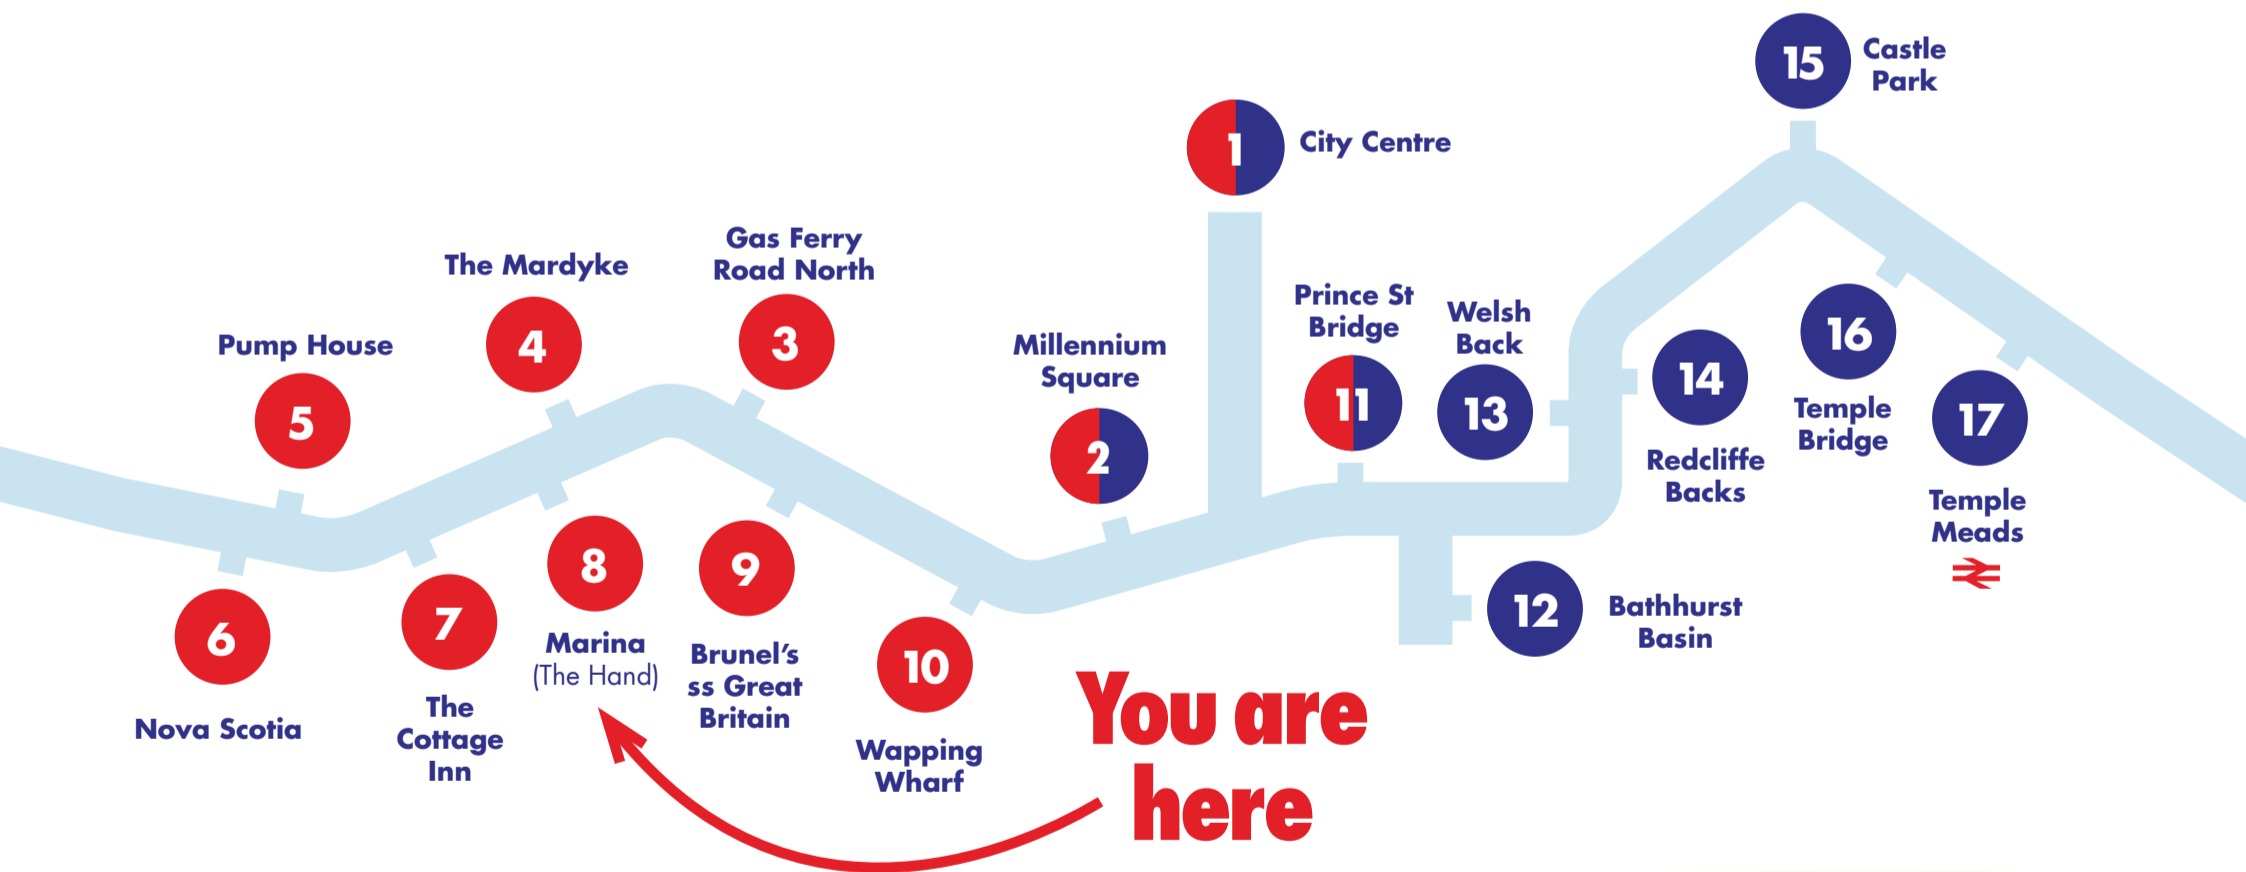 15
Castle
Park
1
City Centre
Gas Ferry
Road North
3
The Mardyke
4
Pump House
5
Millennium
Square
2
Prince St
Bridge
11
Welsh
Back
13
14
Redcliffe
Backs
16
Temple
Bridge
17
Temple
Meads
6
Nova Scotia
7
The
Cottage
Inn
8
Marina
(The Hand)
9
Brunel’s
ss Great
Britain
10
Wapping
Wharf
12
Bathhurst
Basin
You are
here